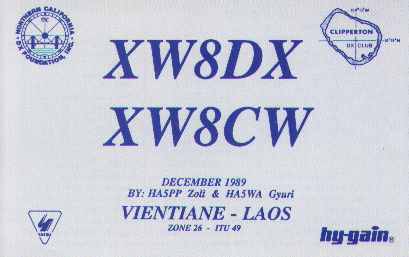 NORTHERN CALIFORNIA
DX FOUNDATION, INC.
CLIPPERTON
DX CLUB
XW8DX
XW8CW
DECEMBER 1989
BY: HA5PP Zoli & HA5WA Gyuri
VIENTIANE - LAOS
ZONE 26 - ITU 49
hy-gain®